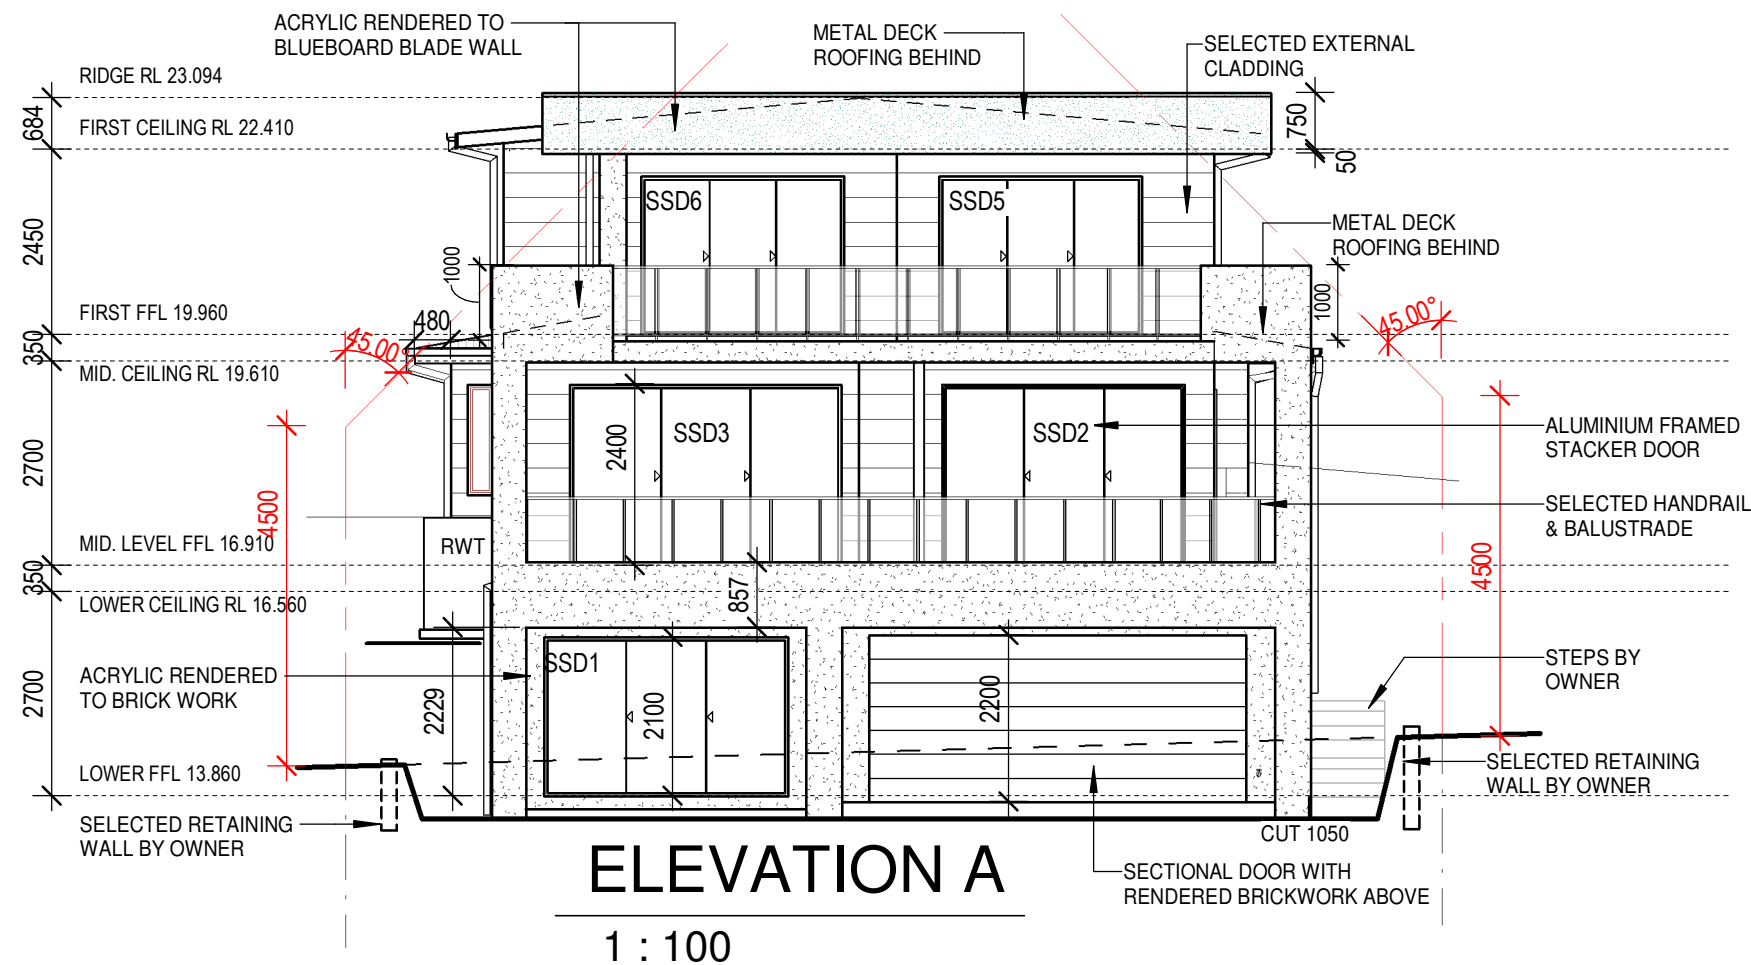 ACRYLIC RENDERED TO
BLUEBOARD BLADE WALL
METAL DECK
ROOFING BEHIND
SELECTED EXTERNAL
CLADDING
RIDGE RL 23.094
684
FIRST CEILING RL 22.410
750
50
SSD6
SSD5
2450
1000
METAL DECK
ROOFING BEHIND
FIRST FFL 19.960
480
1000
45.00°
45.00°
350
MID. CEILING RL 19.610
2700
2400
SSD3
SSD2
ALUMINIUM FRAMED
STACKER DOOR
4500
SELECTED HANDRAIL
& BALUSTRADE
MID. LEVEL FFL 16.910
RWT
4500
350
LOWER CEILING RL 16.560
857
SSD1
ACRYLIC RENDERED
TO BRICK WORK
2700
2229
2100
2200
STEPS BY
OWNER
LOWER FFL 13.860
SELECTED RETAINING
WALL BY OWNER
SELECTED RETAINING
WALL BY OWNER
CUT 1050
SECTIONAL DOOR WITH
RENDERED BRICKWORK ABOVE
ELEVATION A
1 : 100